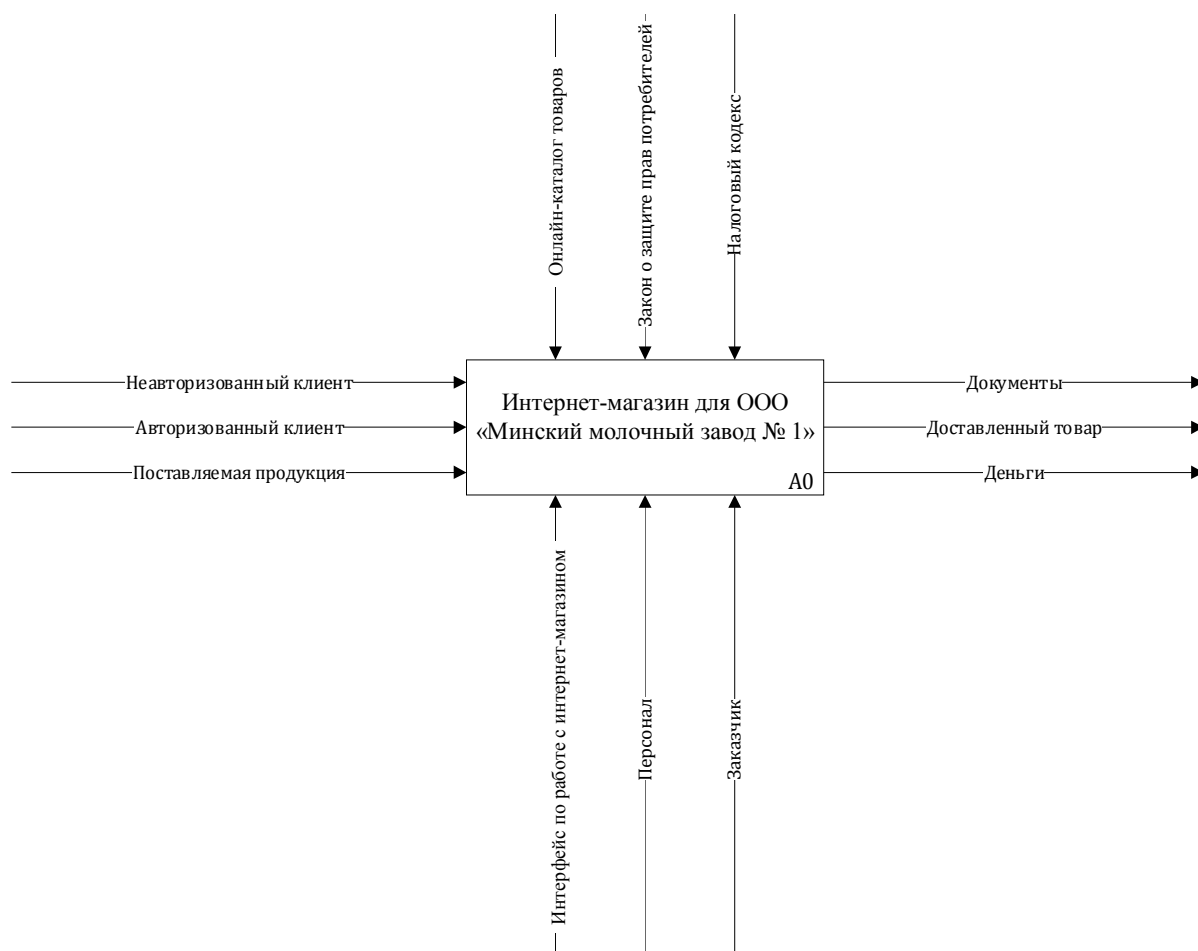 Онлайн-каталог товаров
Закон о защите прав потребителей
Налоговый кодекс
Неавторизованный клиент
Авторизованный клиент
Поставляемая продукция
Интернет-магазин для ООО
«Минский молочный завод № 1»
А0
Документы
Доставленный товар
Деньги
Интерфейс по работе с интернет-магазином
Персонал
Заказчик